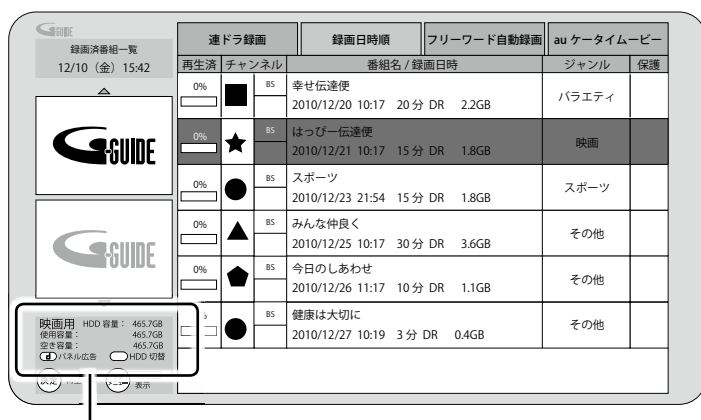 G-GUIDE
録画済番組一覧
12/10（金）15:42
連ドラ録画 録画日時順 フリーワード自動録画 au ケータイムービー
再生済 チャンネル 番組名 / 録画日時 ジャンル 保護
0% BS 幸せ伝達便 バラエティ
2010/12/20 10:17 20 分 DR 2.2GB
0% BS はっぴー伝達便 映画
2010/12/21 10:17 15 分 DR 1.8GB
0% BS スポーツ スポーツ
2010/12/23 21:54 15 分 DR 1.8GB
0% BS みんな仲良く その他
2010/12/25 10:17 30 分 DR 3.6GB
0% BS 今日のしあわせ その他
2010/12/26 11:17 10 分 DR 1.1GB
BS 健康は大切に その他
2010/12/27 10:19 3 分 DR 0.4GB
G-GUIDE
G-GUIDE
映画用 HDD 容量： 465.7GB
使用容量： 465.7GB
空き容量： 465.7GB
d パネル広告 HDD 切替
決定 表示